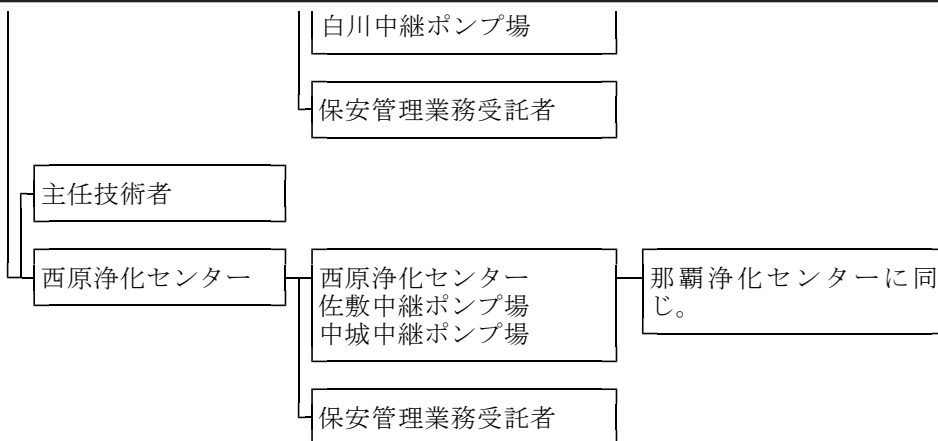 白川中継ポンプ場
保安管理業務受託者
主任技術者
西原浄化センター
西原浄化センター
佐敷中継ポンプ場
中城中継ポンプ場
那覇浄化センターに同
じ。
保安管理業務受託者